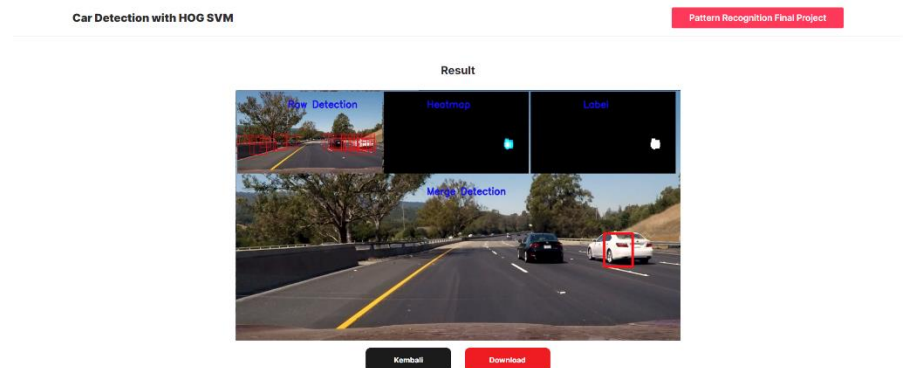 Car Detection with HOG SVM
Pattern Recognition Final Project
Result
Raw Detection
Heatmap
Label
Merge Detection
Kembali
Download